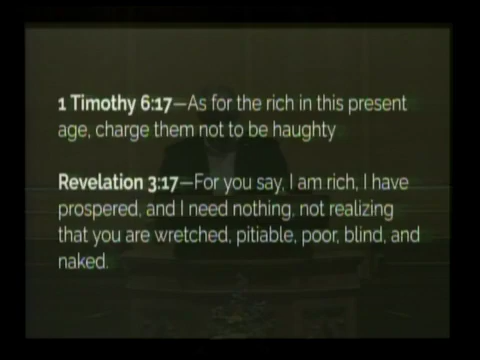 1 Timothy 6:17—As for the rich in this present
age, charge them not to be haughty
Revelation 3:17—For you say, I am rich, I have
prospered, and I need nothing, not realizing
that you are wretched, pitiable, poor, blind, and
naked.